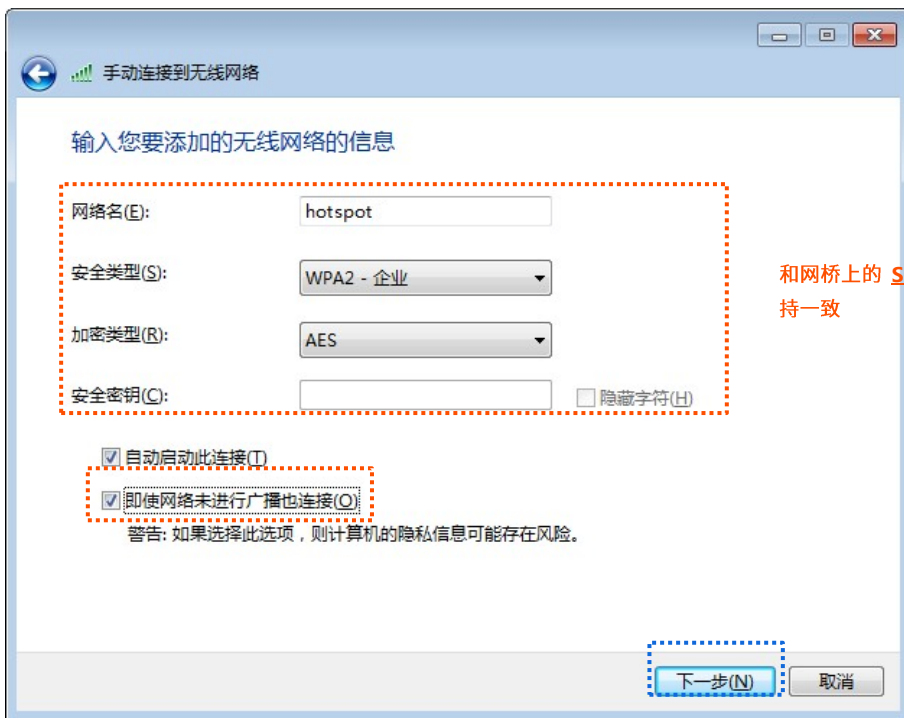 手动连接到无线网络
输入您要添加的无线网络的信息
网络名(E):
hotspot
安全类型(S):
WPA2 - 企业
和网桥上的 S
持一致
加密类型(R):
AES
安全密钥(C):
隐藏字符(H)
自动启动此连接(T)
即使网络未进行广播也连接(O)
警告: 如果选择此选项，则计算机的隐私信息可能存在风险。
下一步(N)
取消